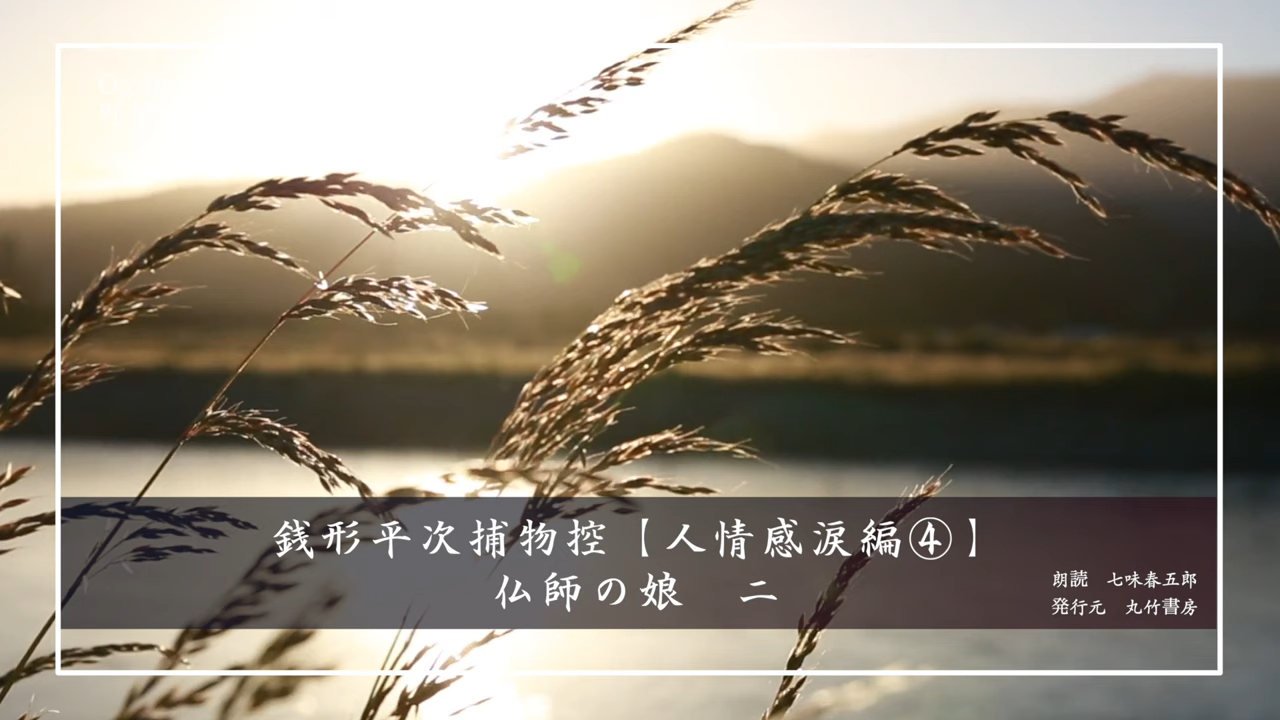 銭形平次捕物控【人情感涙編④】
仏師の娘　二
朗読　七味春五郎
発行元　丸竹書房